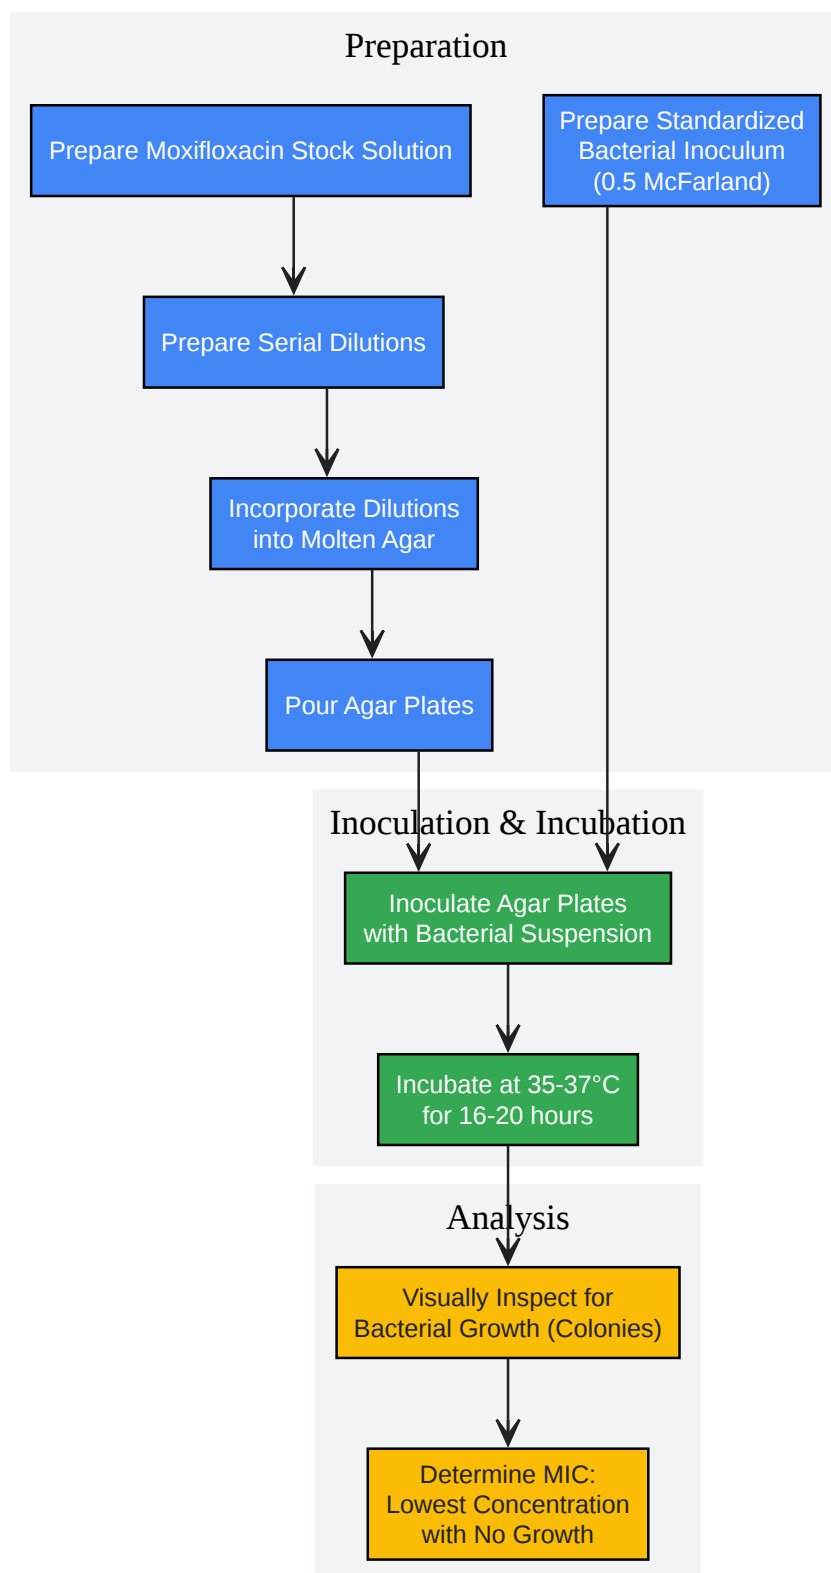 Preparation
Prepare Moxifloxacin Stock Solution
Prepare Standardized
Bacterial Inoculum
(0.5 McFarland)
Prepare Serial Dilutions
Incorporate Dilutions
into Molten Agar
Pour Agar Plates
Inoculation & Incubation
Inoculate Agar Plates
with Bacterial Suspension
Incubate at 35-37°C
for 16-20 hours
Analysis
Visually Inspect for
Bacterial Growth (Colonies)
Determine MIC:
Lowest Concentration
with No Growth